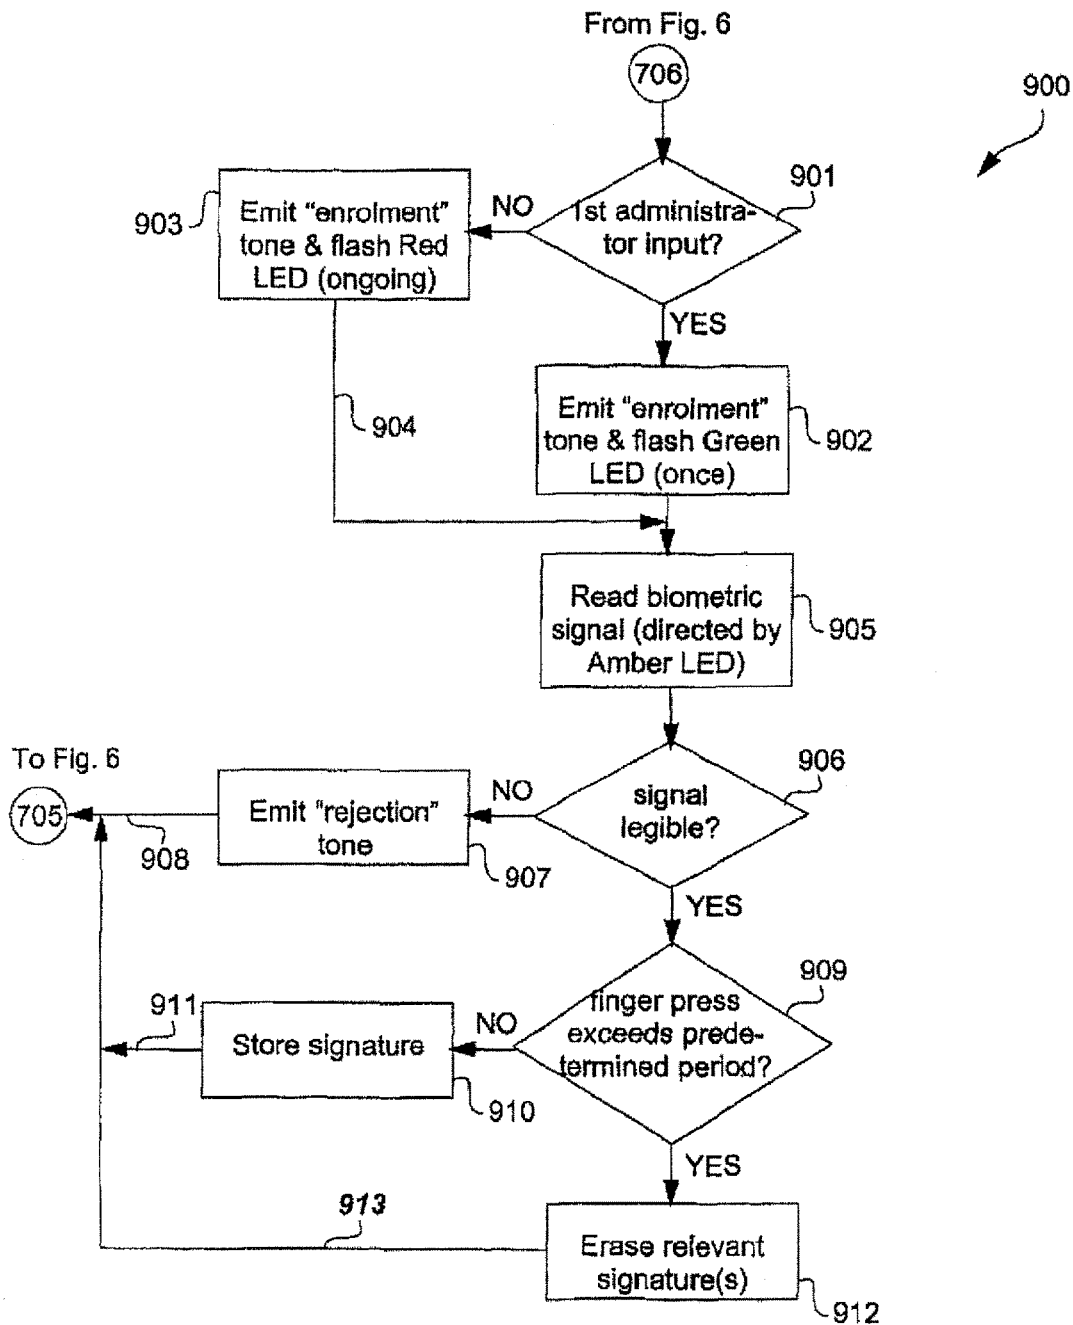 From Fig. 6
706
900
901
1st administra-
tor input?
NO
903
Emit "enrolment"
tone & flash Red
LED (ongoing)
YES
904
Emit "enrolment"
tone & flash Green
LED (once)
902
Read biometric
signal (directed by
Amber LED)
905
To Fig. 6
705
908
Emit "rejection"
tone
907
NO
signal
legible?
906
YES
911
Store signature
910
NO
finger press
exceeds prede-
termined period?
909
YES
913
Erase relevant
signature(s)
912